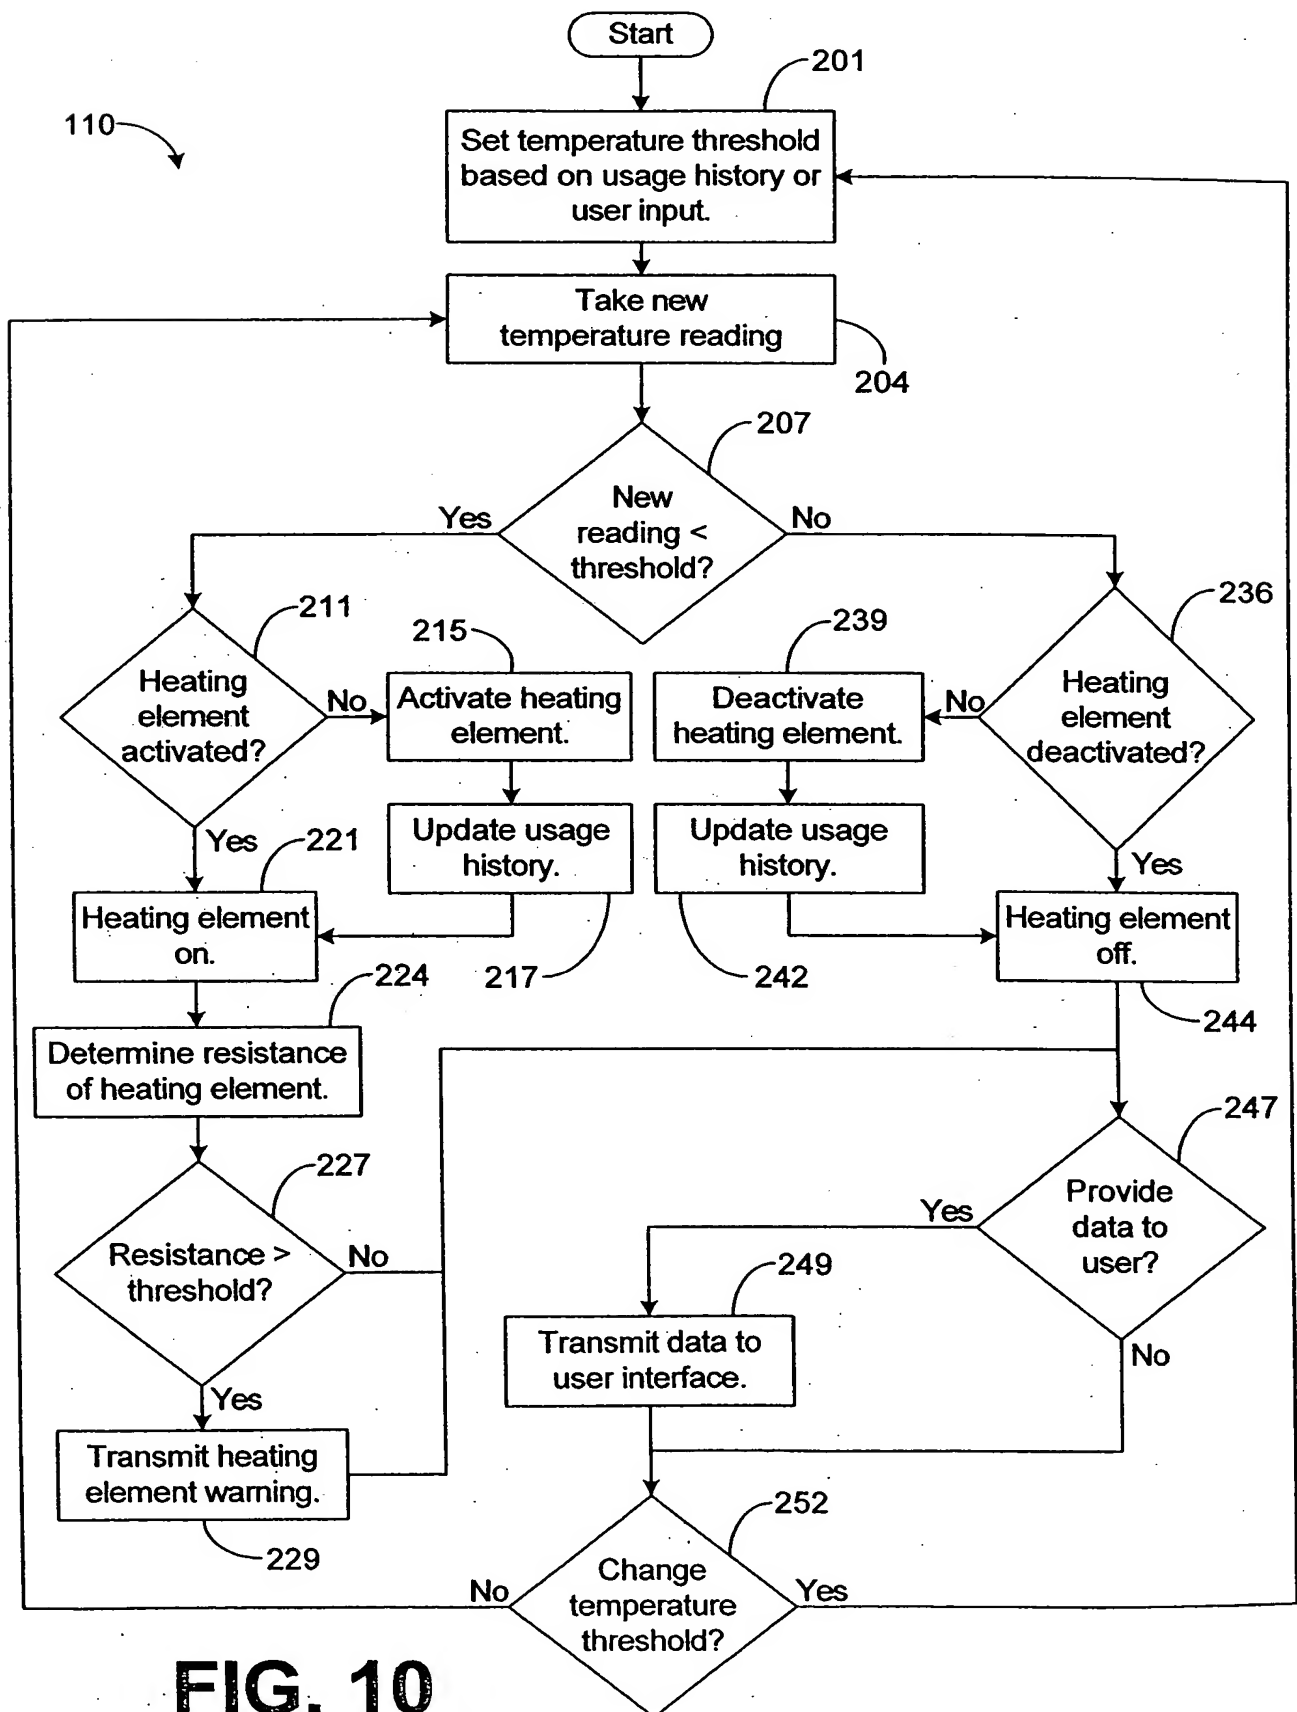 Start
201
110
Set temperature threshold
based on usage history or
user input.
Take new
temperature reading
204
207
New
reading <
threshold?
Yes
No
211
Heating
element
activated?
No
215
Activate heating
element.
239
Deactivate
heating element.
No
236
Heating
element
deactivated?
Yes
221
Update usage
history.
217
Update usage
history.
242
Yes
Heating element
on.
Heating element
off.
244
224
Determine resistance
of heating element.
227
Resistance >
threshold?
No
247
Provide
data to
user?
Yes
249
Transmit data to
user interface.
No
Yes
Transmit heating
element warning.
229
252
Change
temperature
threshold?
No
Yes
FIG. 10